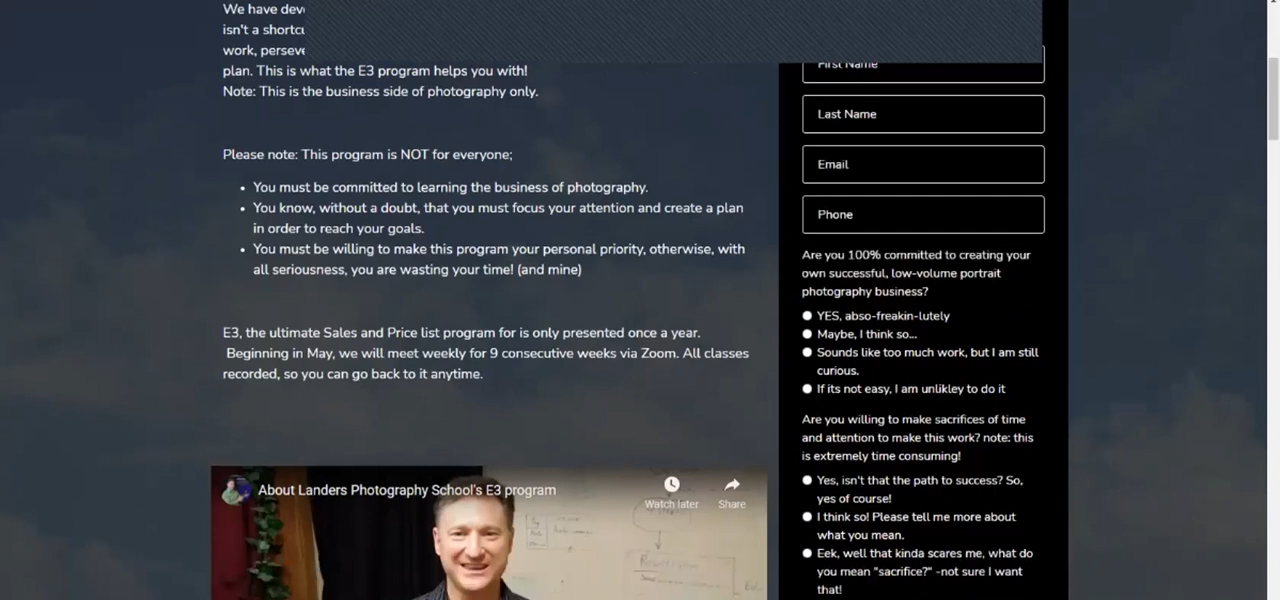 We have
isn't a
work,
plan. This is what the E3 program helps you with!
Note: This is the business side of photography only.
Please note: This program is NOT for everyone;
• You must be committed to learning the business of photography.
• You know, without a doubt, that you must focus your attention and create a plan
in order to reach your goals.
• You must be willing to make this program your personal priority, otherwise, with
all seriousness, you are wasting your time! (and mine)
E3, the ultimate Sales and Price list program for is only presented once a year.
Beginning in May, we will meet weekly for 9 consecutive weeks via Zoom. All classes
recorded, so you can go back to it anytime.
About Landers Photography School's E3 program
Watch later
Share
First Name
Last Name
Email
Phone
Are you 100% committed to creating your
own successful, low-volume portrait
photography business?
YES, abso-freakin-lutely
Maybe, I think so...
Sounds like too much work, but I am still
curious.
If its not easy, I am unlikley to do it
Are you willing to make sacrifices of time
and attention to make this work? note: this
is extremely time consuming!
Yes, isn't that the path to success? So,
yes of course!
I think so! Please tell me more about
what you mean.
Eek, well that kinda scares me, what do
you mean "sacrifice?" -not sure I want
that!